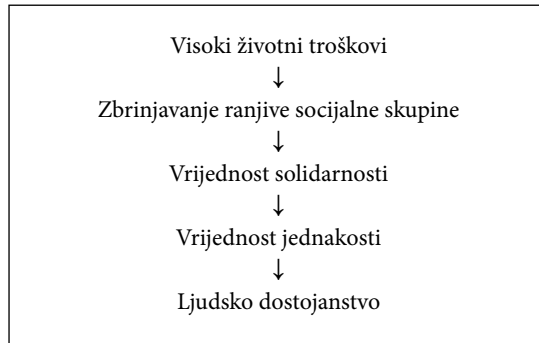 Visoki životni troškovi
↓
Zbrinjavanje ranjive socijalne skupine
↓
Vrijednost solidarnosti
↓
Vrijednost jednakosti
↓
Ljudsko dostojanstvo